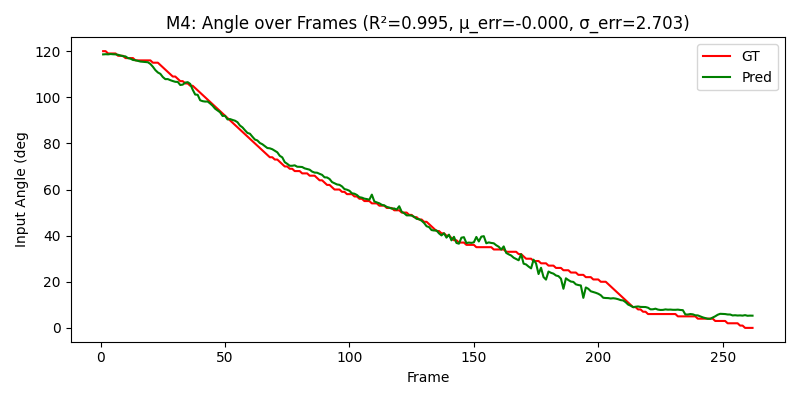 M4: Angle over Frames (R²=0.995, μ_err=-0.000, σ_err=2.703)
GT
Pred
Input Angle (deg
120
100
80
60
40
20
0
0 50 100 150 200 250
Frame